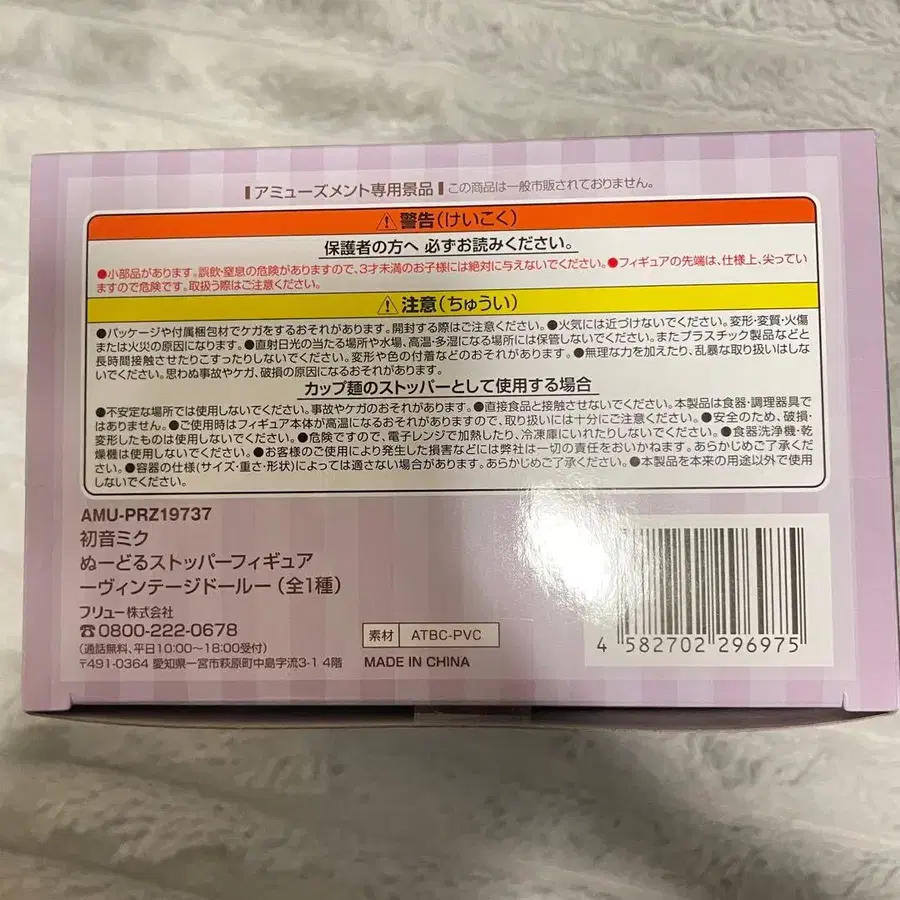 アミューズメント専用景品 この商品は一般市販されておりません。
⚠警告(けいこく)
保護者の方へ 必ずお読みください。
●小部品があります。誤飲・窒息の危険がありますので、3才未満のお子様には絶対に与えないでください。●フィギュアの先端は、仕様上、尖ってい
ますので危険です。取扱う際はご注意ください。
⚠注意(ちゅうい)
●パッケージや付属梱包材でケガをするおそれがあります。開封する際はご注意ください。●火気には近づけないでください。変形・変質・火傷
または火災の原因になります。●直射日光の当たる場所や水場、高温・多湿になる場所には保管しないでください。またプラスチック製品などと
長時間接触させたりこすったりしないでください。変形や色の付着などのおそれがあります。●無理な力を加えたり、乱暴な取り扱いはしな
いでください。思わぬ事故やケガ、破損の原因になるおそれがあります。
カップ麺のストッパーとして使用する場合
●不安定な場所では使用しないでください。事故やケガのおそれがあります。●直接食品と接触させないでください。本製品は食器・調理器具で
はありません。●ご使用時はフィギュア本体が高温になるおそれがありますので、取り扱いには十分にご注意ください。●安全のため、破損・
変形したものは使用しないでください。●危険ですので、電子レンジで加熱したり、冷凍庫にいれたりしないでください。●食器洗浄機・乾
燥機は使用しないでください。●お客様のご使用により発生した損害などには弊社は一切の責任をおいかねます。あらかじめご了承くださ
い。●容器の仕様(サイズ・重さ・形状)によっては適さない場合があります。あらかじめご了承ください。●本製品を本来の用途以外で使用
しないでください。
AMU-PRZ19737
初音ミク
ぬーどるストッパーフィギュア
ーヴィンテージドールー(全1種)
フリュー株式会社
☎0800-222-0678
(通話無料、平日10:00〜18:00受付)
〒491-0364 愛知県一宮市萩原町中島字流3-1 4階
素材 ATBC-PVC
MADE IN CHINA
4 582702 296975